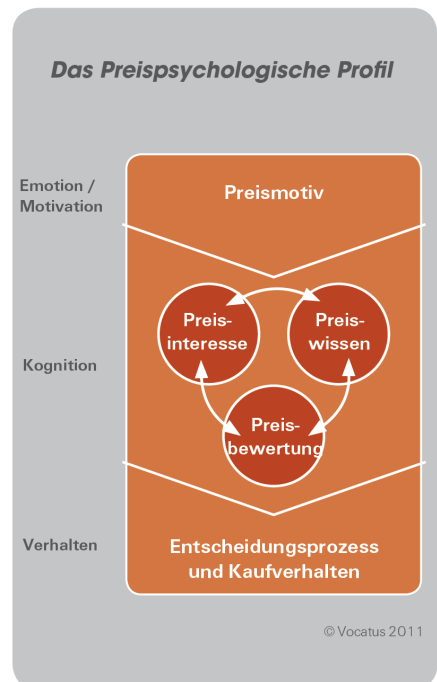 Das Preispsychologische Profil
Emotion /
Motivation
Preismotiv
Preis-
interesse
Preis-
wissen
Kognition
Preis-
bewertung
Verhalten
Entscheidungsprozess
und Kaufverhalten
© Vocatus 2011